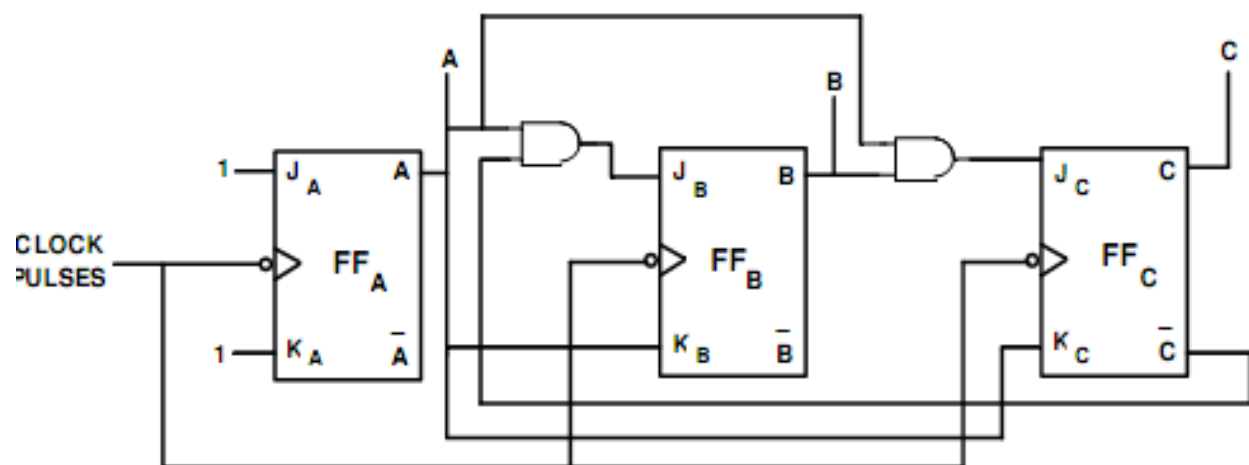 A
B
C
1
J A
A
J B
B
J C
C
CLOCK
PULSES
FF A
FF B
FF C
1
K A
A̅
K B
B̅
K C
C̅